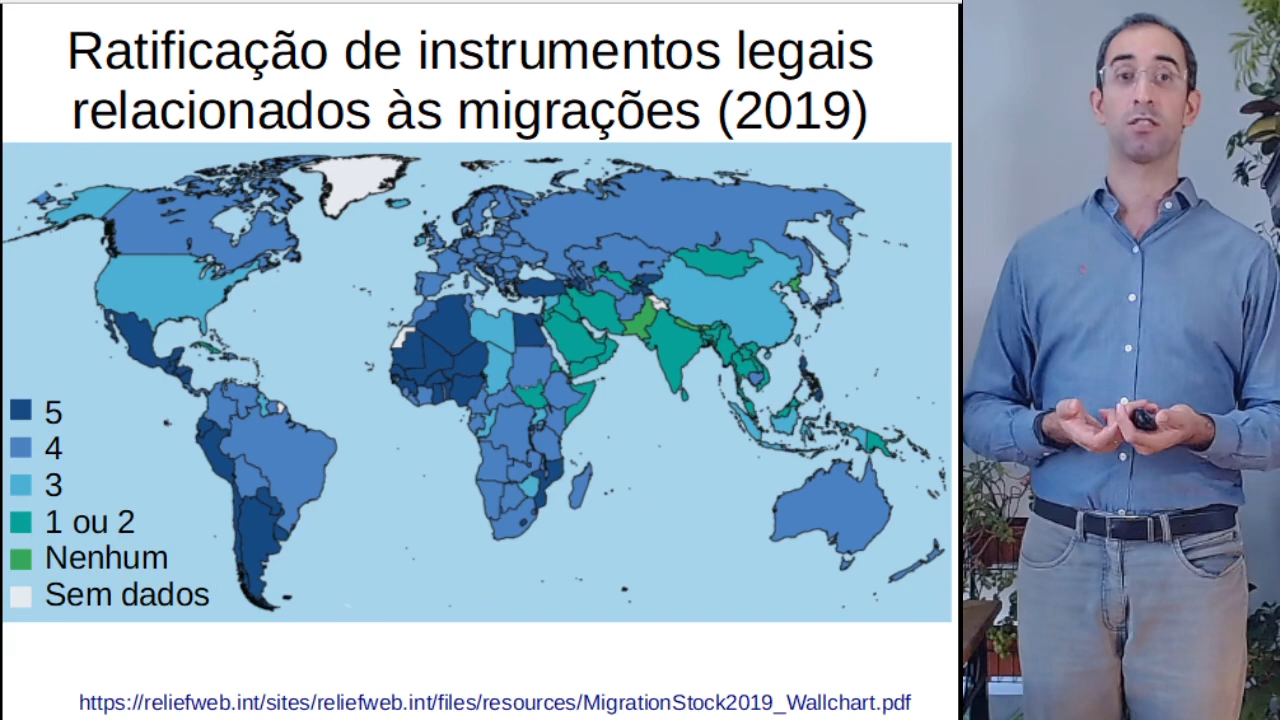 Ratificação de instrumentos legais
relacionados às migrações (2019)
5
4
3
1 ou 2
Nenhum
Sem dados
https://reliefweb.int/sites/reliefweb.int/files/resources/MigrationStock2019_Wallchart.pdf